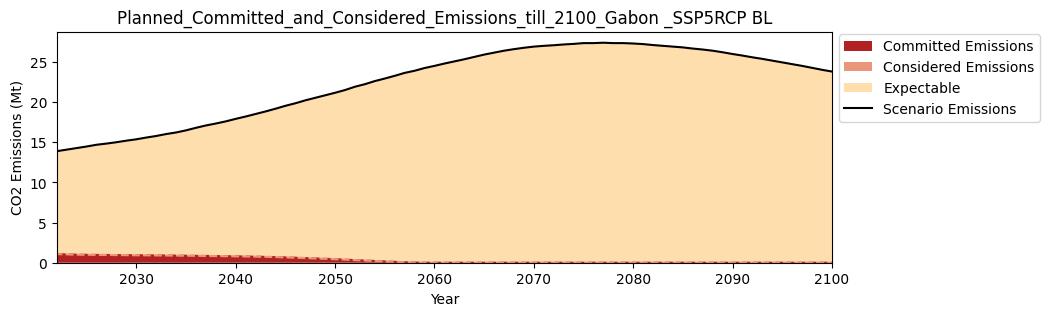 Planned_Committed_and_Considered_Emissions_till_2100_Gabon _SSP5RCP BL
CO2 Emissions (Mt)
25
20
15
10
5
0
2030
2040
2050
2060
2070
2080
2090
2100
Year
Committed Emissions
Considered Emissions
Expectable
Scenario Emissions